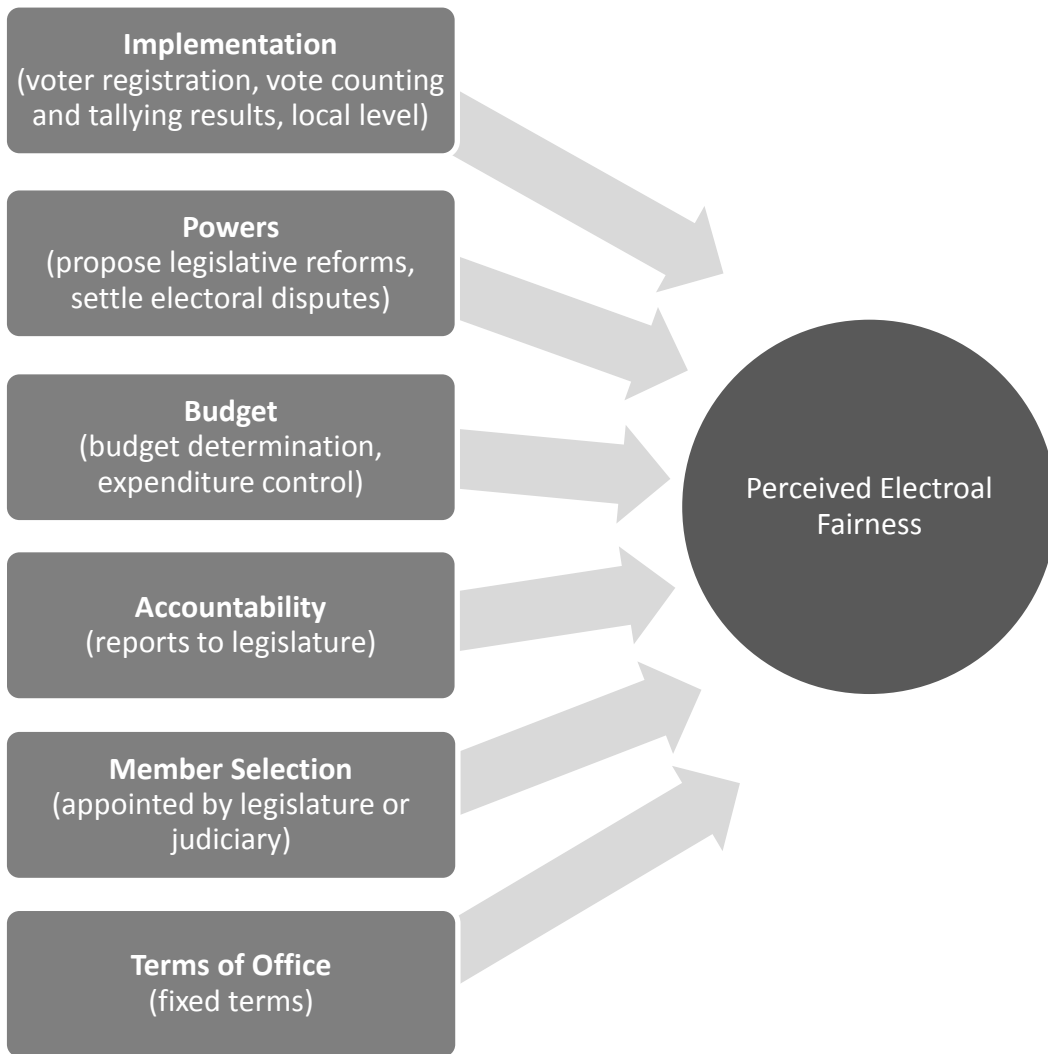 Implementation
(voter registration, vote counting
and tallying results, local level)
Powers
(propose legislative reforms,
settle electoral disputes)
Budget
(budget determination,
expenditure control)
Accountability
(reports to legislature)
Member Selection
(appointed by legislature or
judiciary)
Terms of Office
(fixed terms)
Perceived Electroal
Fairness